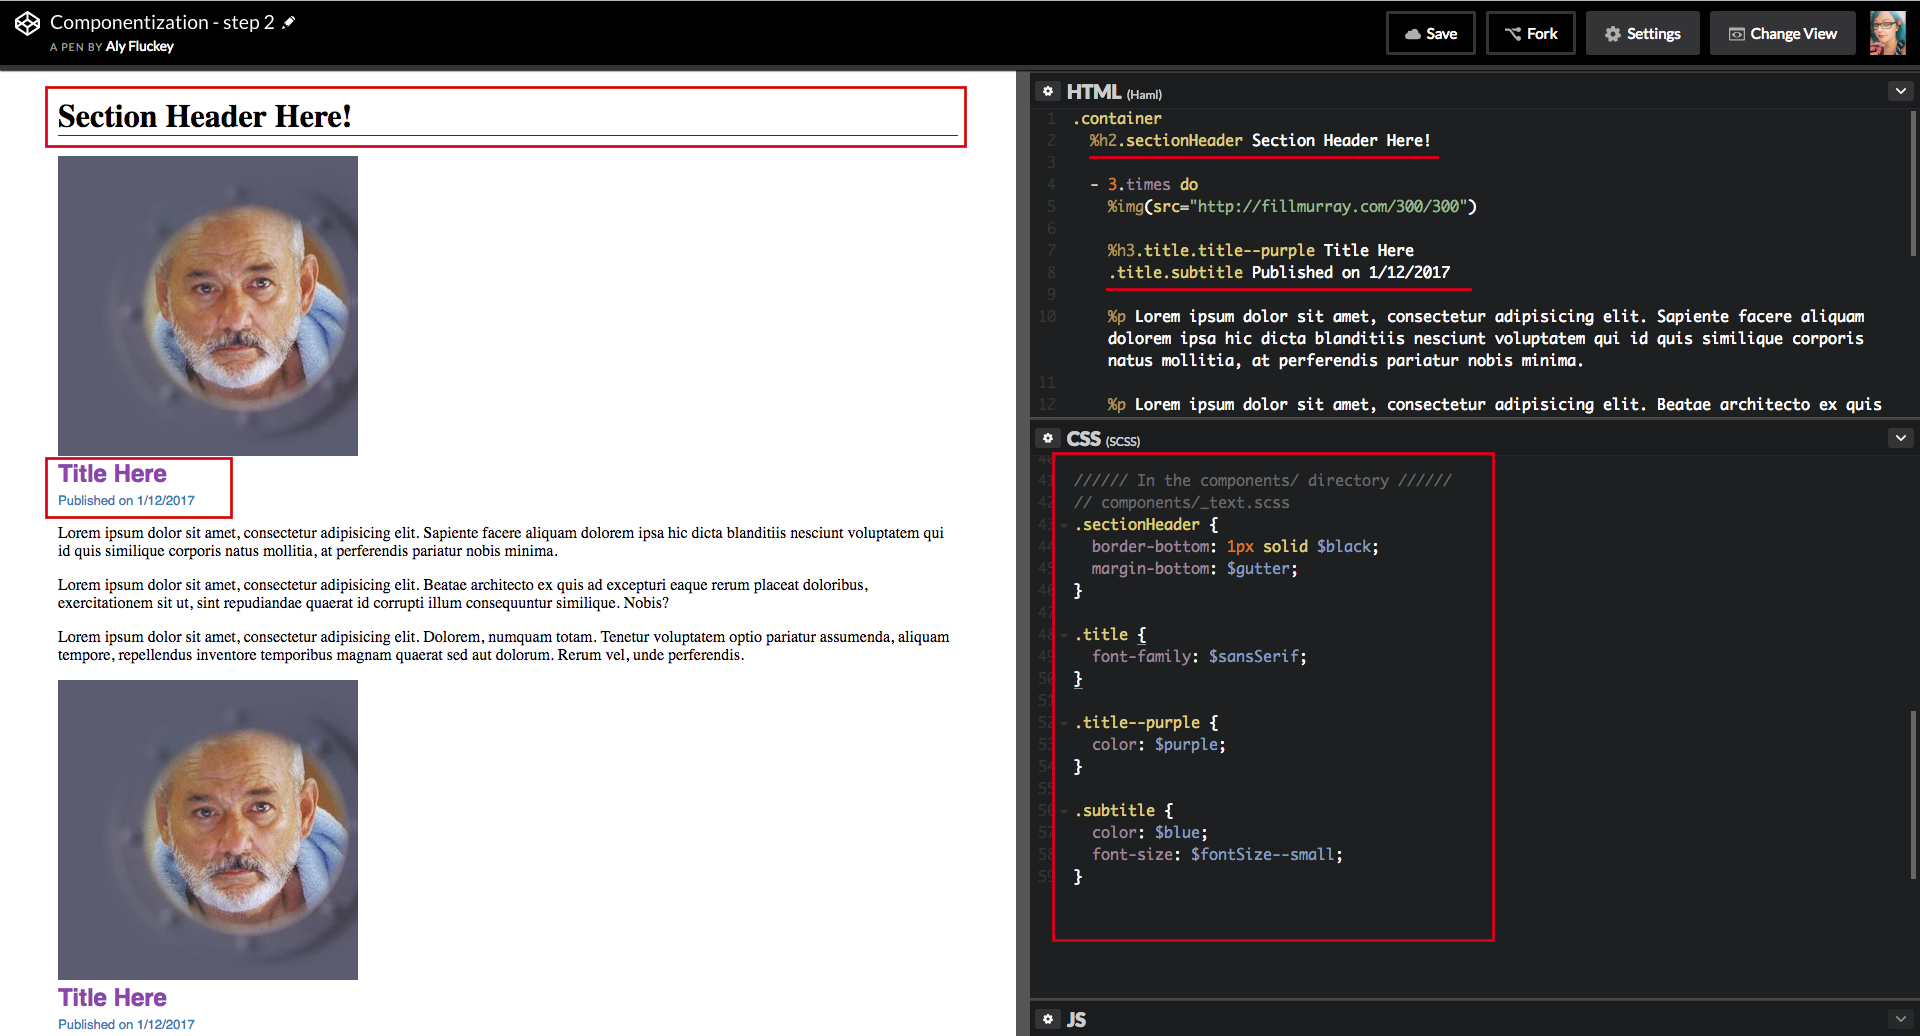 Componentization - step 2
A PEN BY Aly Fluckey
Save
Fork
Settings
Change View
Section Header Here!
Title Here
Published on 1/12/2017
Lorem ipsum dolor sit amet, consectetur adipisicing elit. Sapiente facere aliquam dolorem ipsa hic dicta blanditiis nesciunt voluptatem qui
id quis similique corporis natus mollitia, at perferendis pariatur nobis minima.
Lorem ipsum dolor sit amet, consectetur adipisicing elit. Beatae architecto ex quis ad excepturi eaque rerum placeat doloribus,
exercitationem sit ut, sint repudiandae quaerat id corrupti illum consequuntur similique. Nobis?
Lorem ipsum dolor sit amet, consectetur adipisicing elit. Dolorem, numquam totam. Tenetur voluptatem optio pariatur assumenda, aliquam
tempore, repellendus inventore temporibus magnam quaerat sed aut dolorum. Rerum vel, unde perferendis.
Title Here
Published on 1/12/2017
HTML (Haml)
1 .container
2 %h2.sectionHeader Section Header Here!
3
4 - 3.times do
5 %img(src="http://fillmurray.com/300/300")
6
7 %h3.title.title--purple Title Here
8 .title.subtitle Published on 1/12/2017
9
10 %p Lorem ipsum dolor sit amet, consectetur adipisicing elit. Sapiente facere aliquam
dolorem ipsa hic dicta blanditiis nesciunt voluptatem qui id quis similique corporis
natus mollitia, at perferendis pariatur nobis minima.
11
12 %p Lorem ipsum dolor sit amet, consectetur adipisicing elit. Beatae architecto ex quis
CSS (SCSS)
40
41 ////// In the components/ directory //////
42 // components/_text.scss
43 .sectionHeader {
44 border-bottom: 1px solid $black;
45 margin-bottom: $gutter;
46 }
47
48 .title {
49 font-family: $sansSerif;
50 }
51
52 .title--purple {
53 color: $purple;
54 }
55
56 .subtitle {
57 color: $blue;
58 font-size: $fontSize--small;
59 }
JS